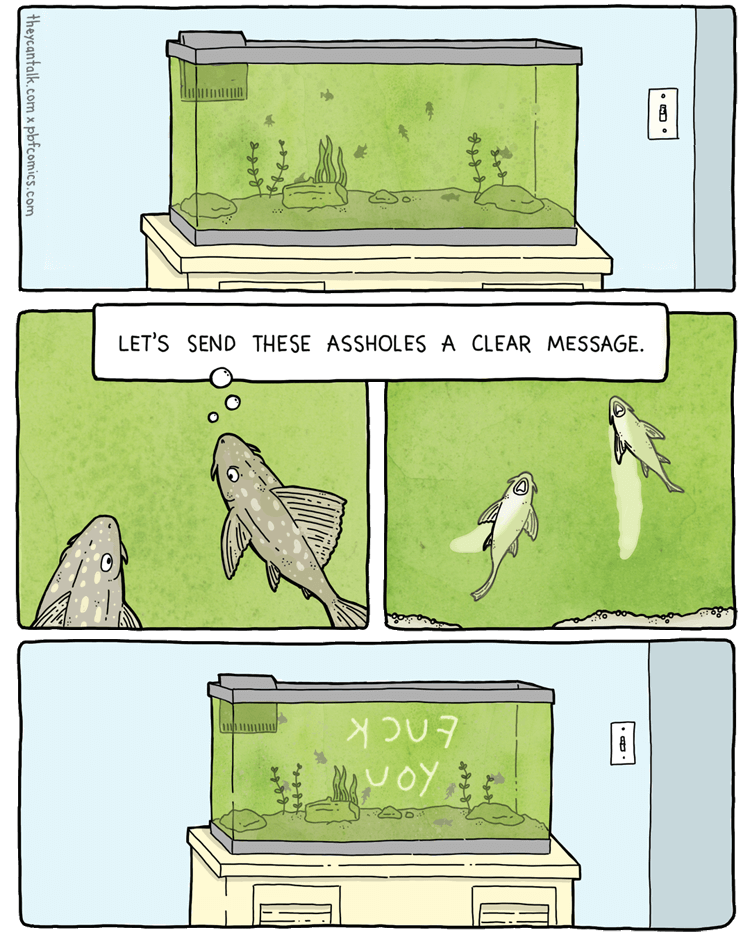 theycantalk.com x pbfcomics.com
LET'S SEND THESE ASSHOLES A CLEAR MESSAGE.
FUCK
YOU